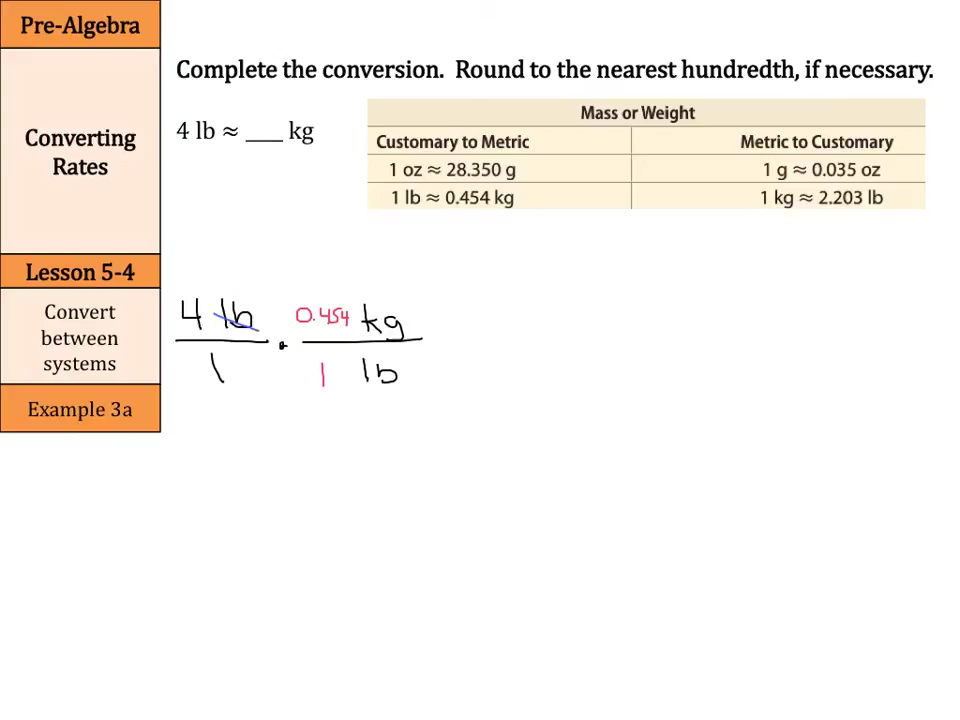 Pre-Algebra
Converting
Rates
Lesson 5-4
Convert
between
systems
Example 3a
Complete the conversion.  Round to the nearest hundredth, if necessary.
4 lb ≈ ____ kg
Mass or Weight
Customary to Metric Metric to Customary
1 oz ≈ 28.350 g 1 g ≈ 0.035 oz
1 lb ≈ 0.454 kg 1 kg ≈ 2.203 lb
4 lb · 0.454 kg
1 1 lb